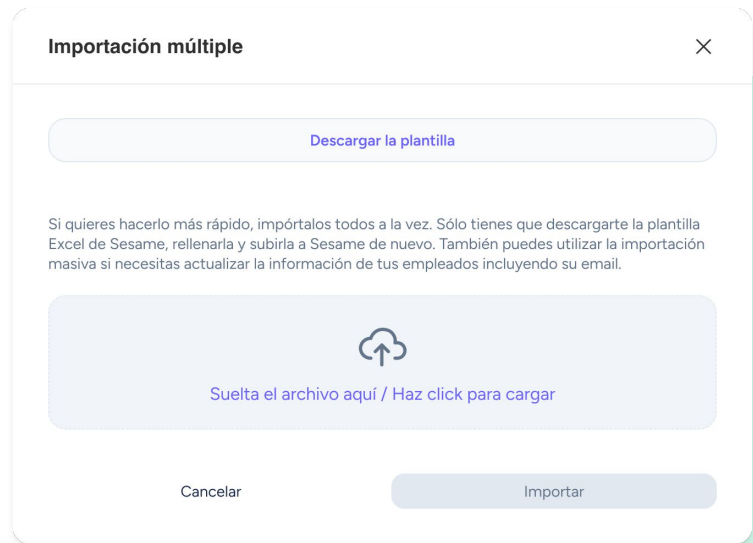 Importación múltiple
Descargar la plantilla
Si quieres hacerlo más rápido, impórtalos todos a la vez. Sólo tienes que descargarte la plantilla
Excel de Sesame, rellenarla y subirla a Sesame de nuevo. También puedes utilizar la importación
masiva si necesitas actualizar la información de tus empleados incluyendo su email.
Suelta el archivo aquí / Haz click para cargar
Cancelar
Importar